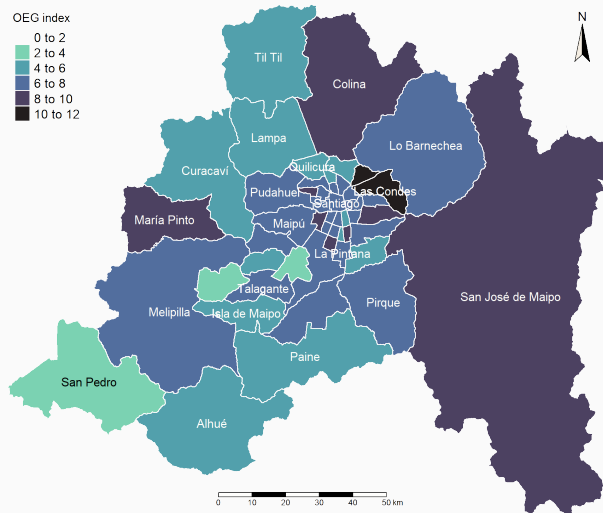 OEG index
0 to 2
2 to 4
4 to 6
6 to 8
8 to 10
10 to 12
N
Til Til
Colina
Lampa
Lo Barnechea
Quilicura
Curacaví
Pudahuel
Las Condes
Santiago
María Pinto
Maipú
La Pintana
Talagante
San José de Maipo
Pirque
Melipilla
Isla de Maipo
Paine
San Pedro
Alhué
0 10 20 30 40 50 km